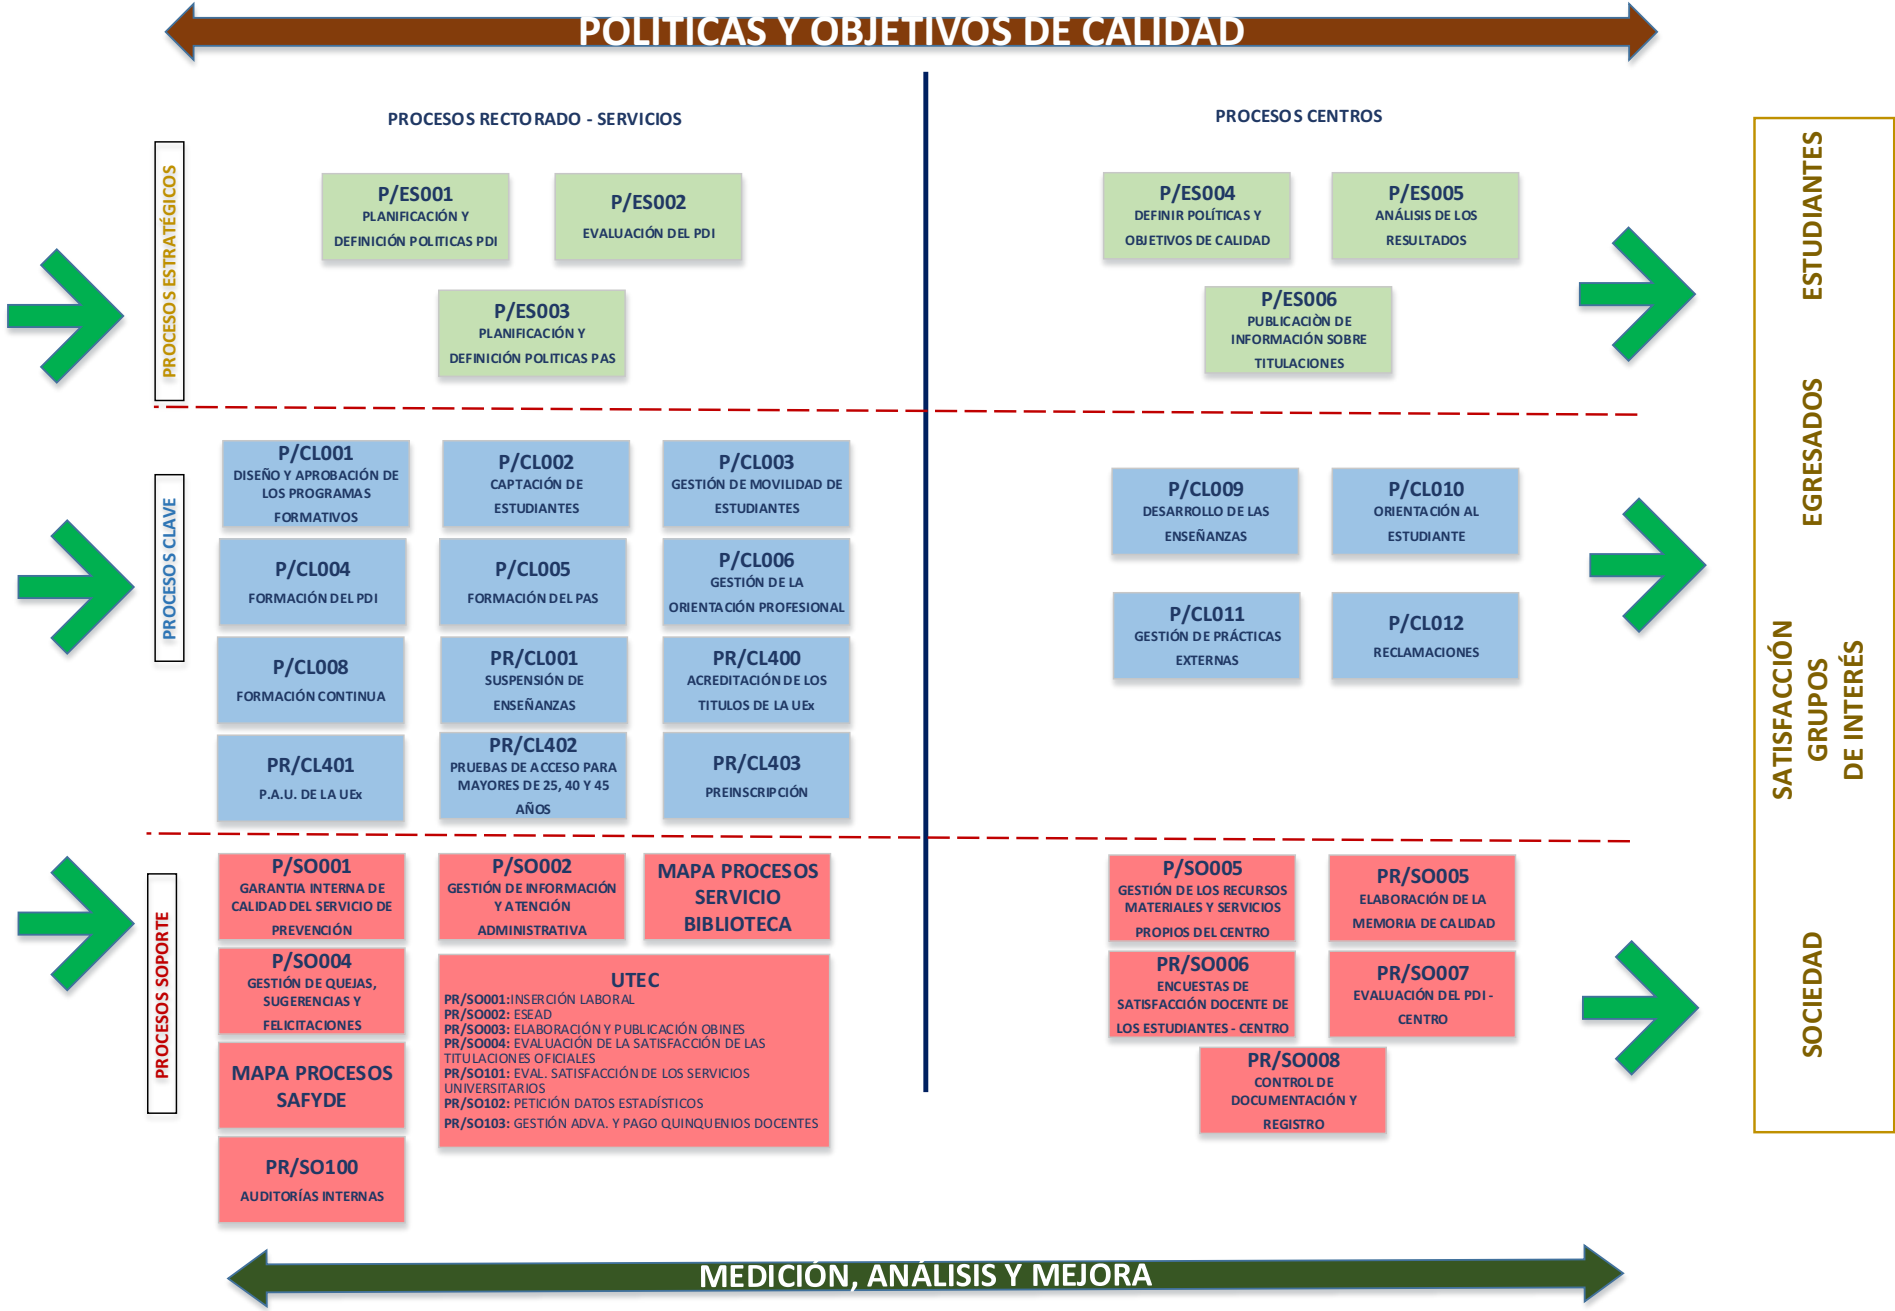 POLÍTICAS Y OBJETIVOS DE CALIDAD
PROCESOS RECTORADO - SERVICIOS
PROCESOS CENTROS
PROCESOS ESTRATÉGICOS
P/ES001
PLANIFICACIÓN Y
DEFINICIÓN POLITICAS PDI
P/ES002
EVALUACIÓN DEL PDI
P/ES003
PLANIFICACIÓN Y
DEFINICIÓN POLITICAS PAS
P/ES004
DEFINIR POLÍTICAS Y
OBJETIVOS DE CALIDAD
P/ES005
ANÁLISIS DE LOS
RESULTADOS
P/ES006
PUBLICACIÒN DE
INFORMACIÓN SOBRE
TITULACIONES
PROCESOS CLAVE
P/CL001
DISEÑO Y APROBACIÓN DE
LOS PROGRAMAS
FORMATIVOS
P/CL002
CAPTACIÓN DE
ESTUDIANTES
P/CL003
GESTIÓN DE MOVILIDAD DE
ESTUDIANTES
P/CL004
FORMACIÓN DEL PDI
P/CL005
FORMACIÓN DEL PAS
P/CL006
GESTIÓN DE LA
ORIENTACIÓN PROFESIONAL
P/CL008
FORMACIÓN CONTINUA
PR/CL001
SUSPENSIÓN DE
ENSEÑANZAS
PR/CL400
ACREDITACIÓN DE LOS
TITULOS DE LA UEx
PR/CL401
P.A.U. DE LA UEx
PR/CL402
PRUEBAS DE ACCESO PARA
MAYORES DE 25, 40 Y 45
AÑOS
PR/CL403
PREINSCRIPCIÓN
P/CL009
DESARROLLO DE LAS
ENSEÑANZAS
P/CL010
ORIENTACIÓN AL
ESTUDIANTE
P/CL011
GESTIÓN DE PRÁCTICAS
EXTERNAS
P/CL012
RECLAMACIONES
PROCESOS SOPORTE
P/SO001
GARANTIA INTERNA DE
CALIDAD DEL SERVICIO DE
PREVENCIÓN
P/SO002
GESTIÓN DE INFORMACIÓN
Y ATENCIÓN
ADMINISTRATIVA
MAPA PROCESOS
SERVICIO
BIBLIOTECA
P/SO004
GESTIÓN DE QUEJAS,
SUGERENCIAS Y
FELICITACIONES
MAPA PROCESOS
SAFYDE
PR/SO100
AUDITORÍAS INTERNAS
UTEC
PR/SO001:INSERCIÓN LABORAL
PR/SO002: ESEAD
PR/SO003: ELABORACIÓN Y PUBLICACIÓN OBINES
PR/SO004: EVALUACIÓN DE LA SATISFACCIÓN DE LAS
TITULACIONES OFICIALES
PR/SO101: EVAL. SATISFACCIÓN DE LOS SERVICIOS
UNIVERSITARIOS
PR/SO102: PETICIÓN DATOS ESTADÍSTICOS
PR/SO103: GESTIÓN ADVA. Y PAGO QUINQUENIOS DOCENTES
P/SO005
GESTIÓN DE LOS RECURSOS
MATERIALES Y SERVICIOS
PROPIOS DEL CENTRO
PR/SO005
ELABORACIÓN DE LA
MEMORIA DE CALIDAD
PR/SO006
ENCUESTAS DE
SATISFACCIÓN DOCENTE DE
LOS ESTUDIANTES - CENTRO
PR/SO007
EVALUACIÓN DEL PDI -
CENTRO
PR/SO008
CONTROL DE
DOCUMENTACIÓN Y
REGISTRO
ESTUDIANTES
EGRESADOS
SATISFACCIÓN
GRUPOS
DE INTERÉS
SOCIEDAD
MEDICIÓN, ANÁLISIS Y MEJORA